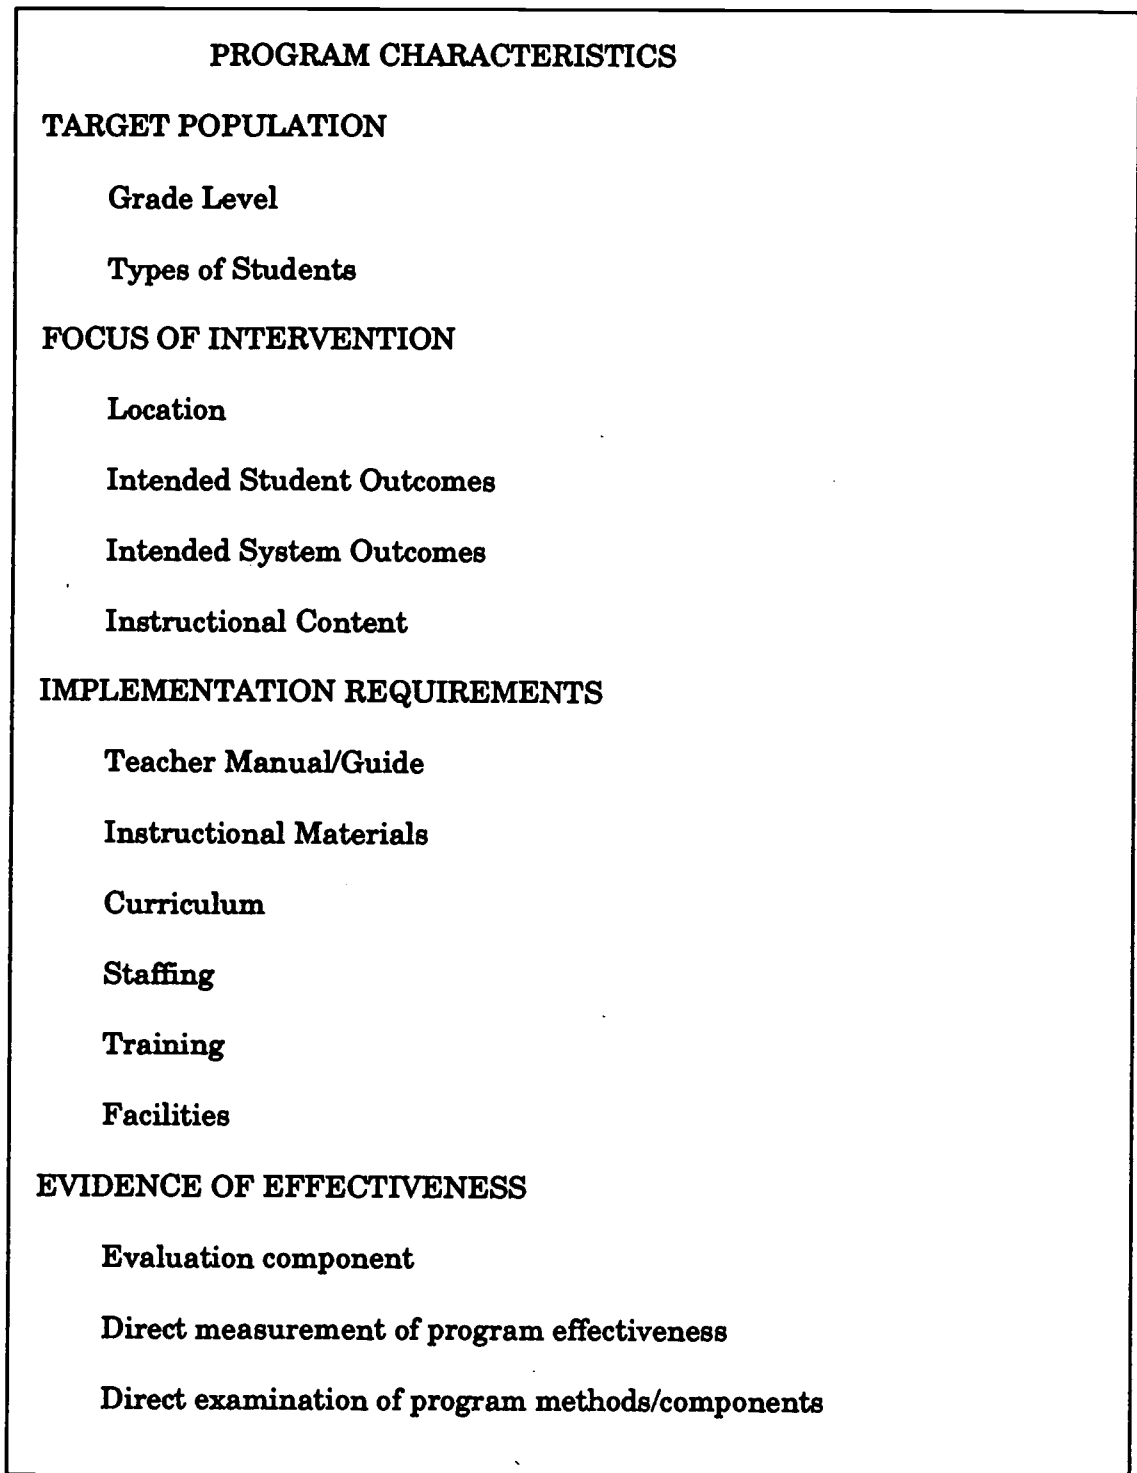 PROGRAM CHARACTERISTICS
TARGET POPULATION
Grade Level
Types of Students
FOCUS OF INTERVENTION
Location
Intended Student Outcomes
Intended System Outcomes
Instructional Content
IMPLEMENTATION REQUIREMENTS
Teacher Manual/Guide
Instructional Materials
Curriculum
Staffing
Training
Facilities
EVIDENCE OF EFFECTIVENESS
Evaluation component
Direct measurement of program effectiveness
Direct examination of program methods/components